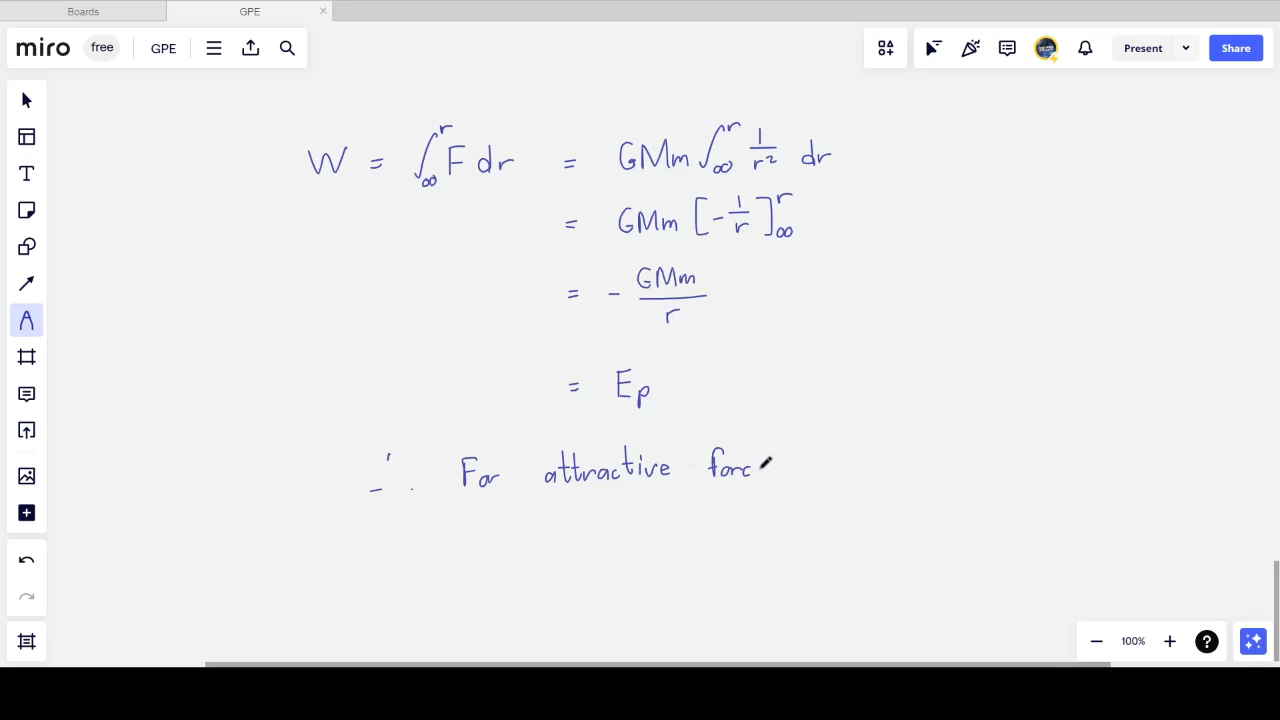 Boards GPE
miro free GPE Present Share
W = ∫_∞^r F dr = GMm ∫_∞^r 1/r² dr
= GMm [-1/r]_∞^r
= - GMm/r
= Ep
∴ For attractive forc
100% ?